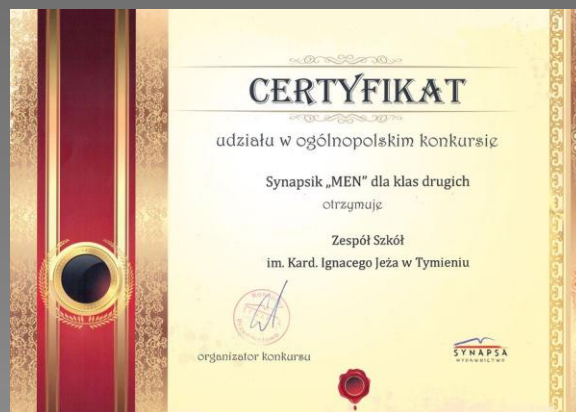 CERTYFIKAT
udziału w ogólnopolskim konkursie
Synapsik „MEN” dla klas drugich
otrzymuje
Zespół Szkół
im. Kard. Ignacego Jeża w Tymieniu
organizator konkursu
SYNAPSA
WYDAWNICTWO